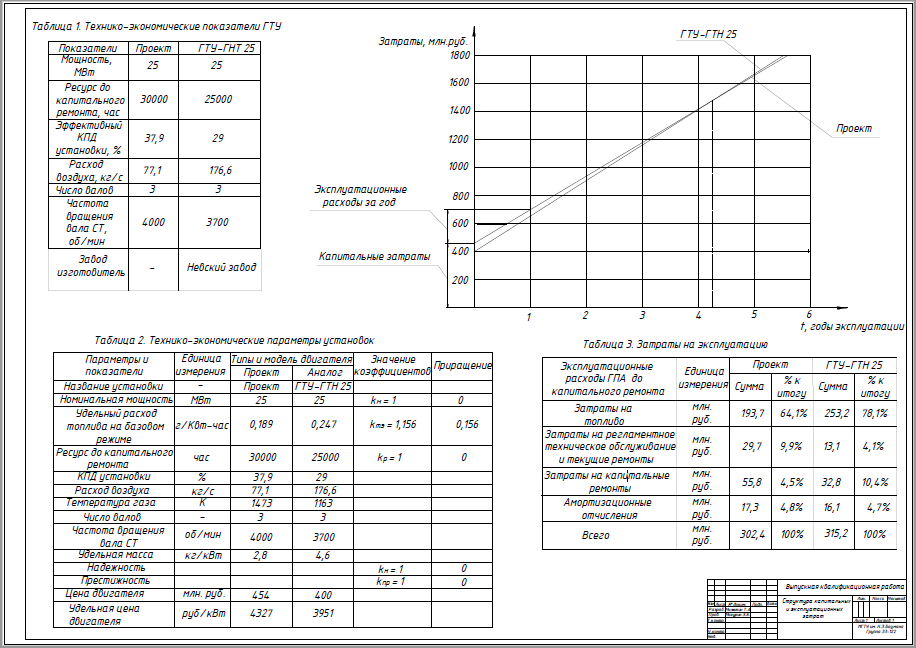 Таблица 1. Технико-экономические показатели ГТУ
Показатели Проект ГТУ-ГНТ 25
Мощность, МВт 25 25
Ресурс до капитального ремонта, час 30000 25000
Эффективный КПД установки, % 37,9 29
Расход воздуха, кг/с 77,1 176,6
Число валов 3 3
Частота вращения вала СТ, об/мин 4000 3700
Завод изготовитель - Невский завод
Затраты, млн.руб.
ГТУ-ГТН 25
Проект
1800
1600
1400
1200
1000
800
600
400
200
Эксплуатационные
расходы за год
Капитальные затраты
1 2 3 4 5 6
t, годы эксплуатации
Таблица 2. Технико-экономические параметры установок
Параметры и показатели Единица измерения Типы и модель двигателя Значение коэффициентов Приращение
Проект Аналог
Название установки - Проект ГТУ-ГТН 25
Номинальная мощность МВт 25 25 kн = 1 0
Удельный расход топлива на базовом режиме г/Квт-час 0,189 0,247 kтэ = 1,156 0,156
Ресурс до капитального ремонта час 30000 25000 kр = 1 0
КПД установки % 37,9 29
Расход воздуха кг/с 77,1 176,6
Температура газа К 1473 1163
Число валов - 3 3
Частота вращения вала СТ об/мин 4000 3700
Удельная масса кг/кВт 2,8 4,6
Надежность kн = 1 0
Престижность kпр = 1 0
Цена двигателя млн. руб. 454 400
Удельная цена двигателя руб/кВт 4327 3951
Таблица 3. Затраты на эксплуатацию
Эксплуатационные расходы ГПА до капитального ремонта Единица измерения Проект ГТУ-ГТН 25
Сумма % к итогу Сумма % к итогу
Затраты на топливо млн. руб. 193,7 64,1% 253,2 78,1%
Затраты на регламентное техническое обслуживание и текущие ремонты млн. руб. 29,7 9,9% 13,1 4,1%
Затраты на капитальные ремонты млн. руб. 55,8 4,5% 32,8 10,4%
Амортизационные отчисления млн. руб. 17,3 4,8% 16,1 4,7%
Всего млн. руб. 302,4 100% 315,2 100%
Выпускная квалификационная работа
Структура капитальных
и эксплуатационных
затрат
Лит. Масса Масштаб
Лист 1 Листов 1
МГТУ им. Н.Э.Баумана